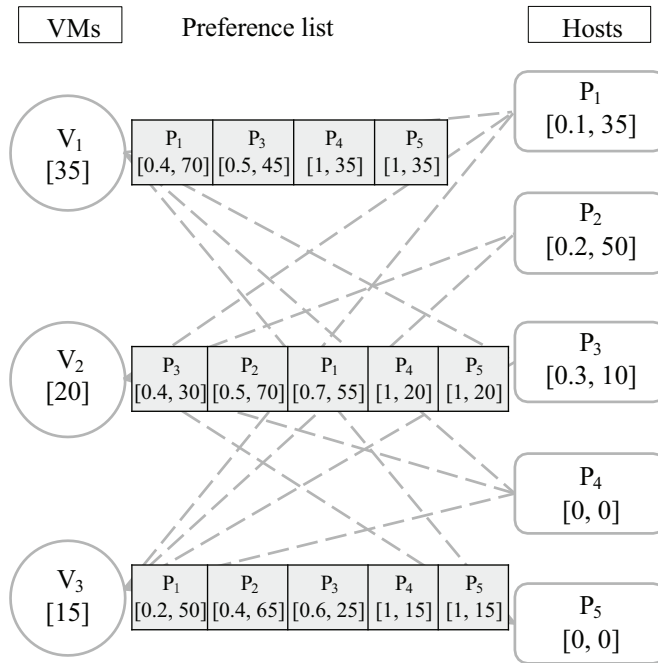 VMs Preference list Hosts
V₁
[35]
P₁ P₃ P₄ P₅
[0.4, 70] [0.5, 45] [1, 35] [1, 35]
P₁
[0.1, 35]
P₂
[0.2, 50]
V₂
[20]
P₃ P₂ P₁ P₄ P₅
[0.4, 30] [0.5, 70] [0.7, 55] [1, 20] [1, 20]
P₃
[0.3, 10]
P₄
[0, 0]
V₃
[15]
P₁ P₂ P₃ P₄ P₅
[0.2, 50] [0.4, 65] [0.6, 25] [1, 15] [1, 15]
P₅
[0, 0]